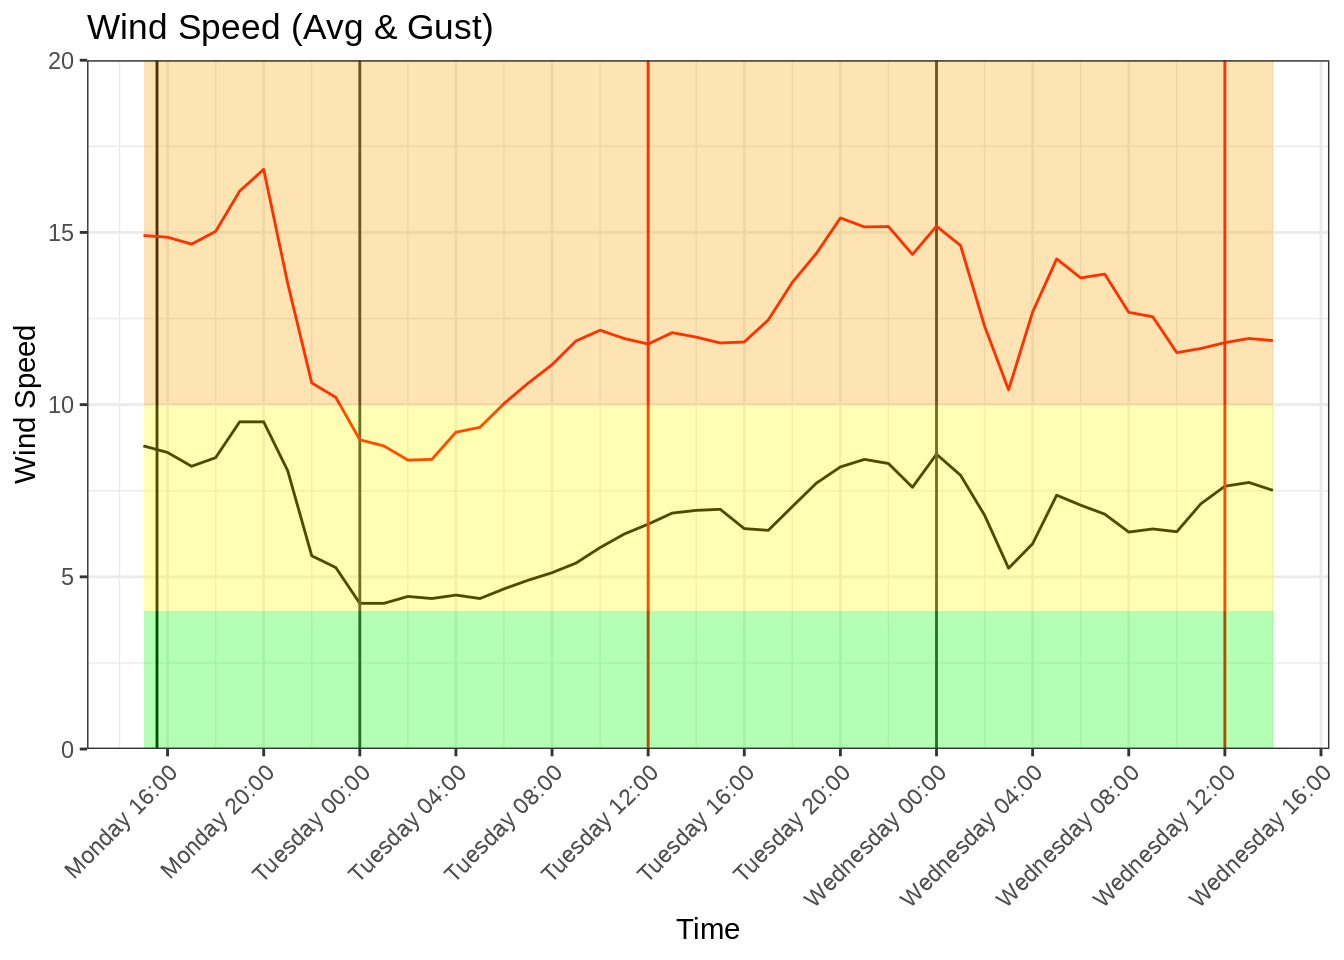 Wind Speed (Avg & Gust)
20
15
10
5
0
Wind Speed
Monday 16:00
Monday 20:00
Tuesday 00:00
Tuesday 04:00
Tuesday 08:00
Tuesday 12:00
Tuesday 16:00
Tuesday 20:00
Wednesday 00:00
Wednesday 04:00
Wednesday 08:00
Wednesday 12:00
Wednesday 16:00
Time